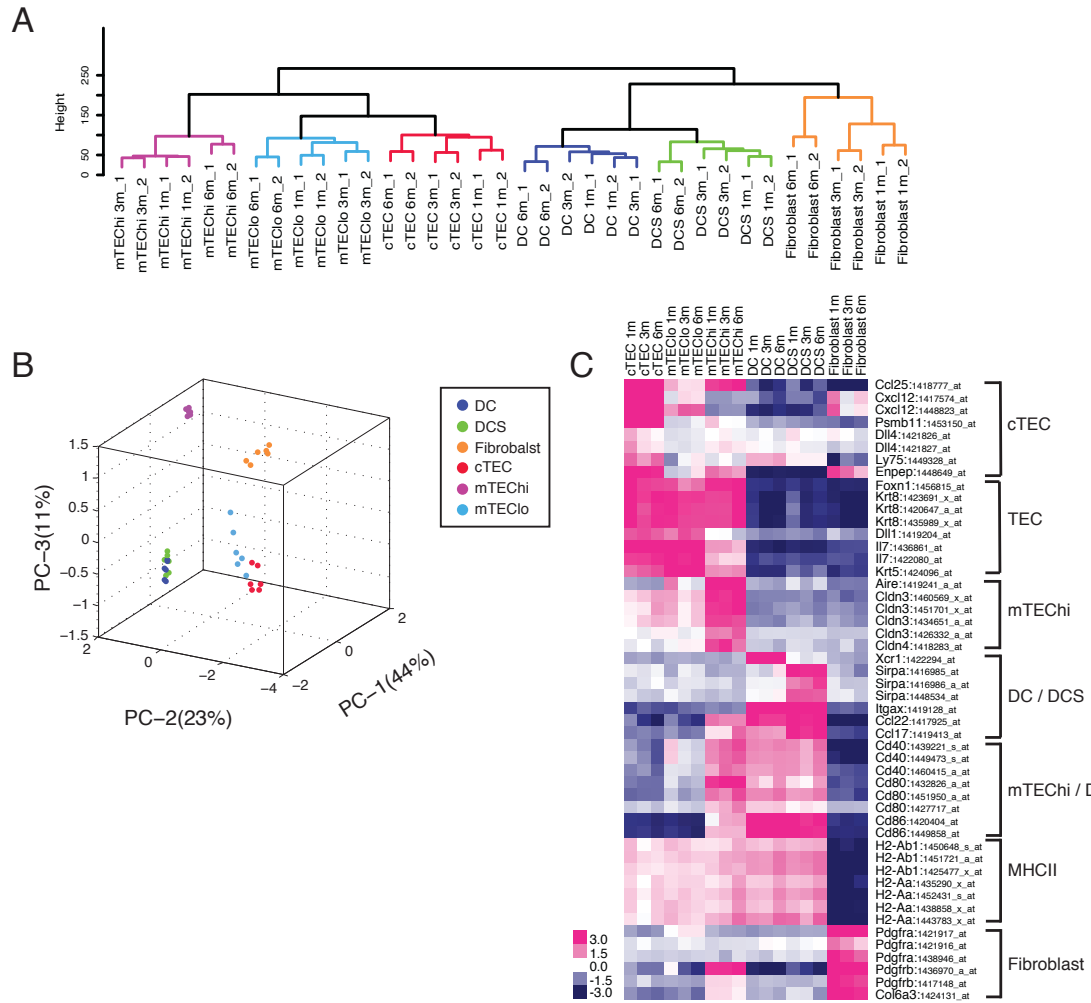 A
Height
50
50
150
250
mTEChi 3m_1
mTEChi 3m_2
mTEChi 1m_1
mTEChi 1m_2
mTEChi 6m_1
mTEChi 6m_2
mTEClo 6m_1
mTEClo 6m_2
mTEClo 1m_1
mTEClo 1m_2
mTEClo 3m_1
mTEClo 3m_2
cTEC 6m_1
cTEC 6m_2
cTEC 3m_1
cTEC 3m_2
cTEC 1m_1
cTEC 1m_2
DC 6m_1
DC 6m_2
DC 3m_2
DC 3m_1
DC 1m_1
DC 1m_2
DC 3m_1
DCS 6m_1
DCS 6m_2
DCS 3m_1
DCS 3m_2
DCS 1m_1
DCS 1m_2
Fibroblast 6m_1
Fibroblast 6m_2
Fibroblast 3m_1
Fibroblast 3m_2
Fibroblast 1m_1
Fibroblast 1m_2
B
PC-3(11%)
1.5
1
0.5
0
-0.5
-1
-1.5
2
0
-2
-4
PC-2(23%)
-2
0
2
PC-1(44%)
DC
DCS
Fibrobalst
cTEC
mTEChi
mTEClo
C
cTEC 1m
cTEC 3m
cTEC 6m
mTEClo 1m
mTEClo 3m
mTEClo 6m
mTEChi 1m
mTEChi 3m
mTEChi 6m
DC 1m
DC 3m
DC 6m
DCS 1m
DCS 3m
DCS 6m
Fibroblast 1m
Fibroblast 3m
Fibroblast 6m
Ccl25:1418777_at
Cxcl12:1417574_at
Cxcl12:1448823_at
Psmb11:1453150_at
Dll4:1421826_at
Dll4:1421827_at
Ly75:1449328_at
Enpep:1448649_at
cTEC
Foxn1:1456815_at
Krt8:1423691_x_at
Krt8:1420647_a_at
Krt8:1435989_x_at
Dll1:1419204_at
Il7:1436861_at
Il7:1422080_at
Krt5:1424096_at
TEC
Aire:1419241_a_at
Cldn3:1460569_x_at
Cldn3:1451701_x_at
Cldn3:1434651_a_at
Cldn3:1426332_a_at
Cldn4:1418283_at
mTEChi
Xcr1:1422294_at
Sirpa:1416985_at
Sirpa:1416986_a_at
Sirpa:1448534_at
Itgax:1419128_at
Ccl22:1417925_at
Ccl17:1419413_at
DC / DCS
Cd40:1439221_s_at
Cd40:1449473_s_at
Cd40:1460415_a_at
Cd80:1432826_a_at
Cd80:1451950_a_at
Cd80:1427717_at
Cd86:1420404_at
Cd86:1449858_at
mTEChi / D
H2-Ab1:1450648_s_at
H2-Ab1:1451721_a_at
H2-Ab1:1425477_x_at
H2-Aa:1435290_x_at
H2-Aa:1452431_s_at
H2-Aa:1438858_x_at
H2-Aa:1443783_x_at
MHCII
Pdgfra:1421917_at
Pdgfra:1421916_at
Pdgfra:1438946_at
Pdgfrb:1436970_a_at
Pdgfrb:1417148_at
Col6a3:1424131_at
Fibroblast
3.0
1.5
0.0
-1.5
-3.0